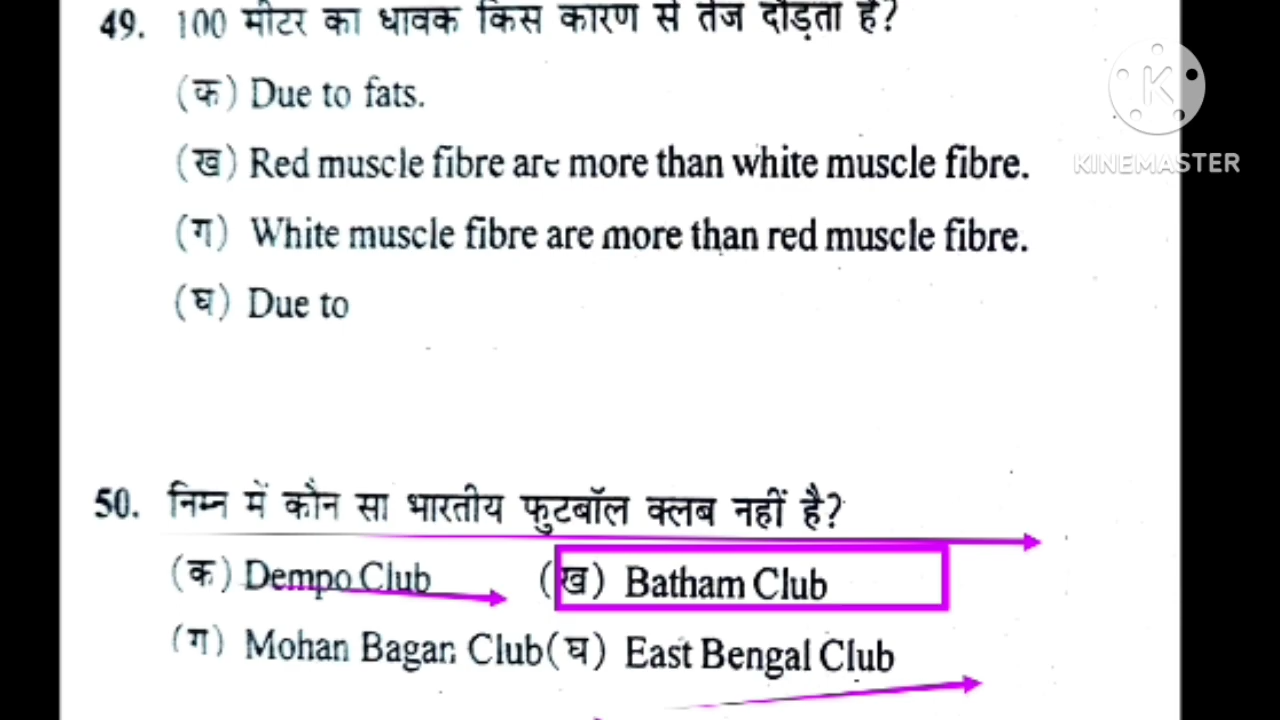 49. 100 मीटर का धावक किस कारण से तेज दौड़ता है?
(क) Due to fats.
(ख) Red muscle fibre are more than white muscle fibre.
(ग) White muscle fibre are more than red muscle fibre.
(घ) Due to
50. निम्न में कौन सा भारतीय फुटबॉल क्लब नहीं है?
(क) Dempo Club (ख) Batham Club
(ग) Mohan Bagan Club (घ) East Bengal Club
K
KINEMASTER